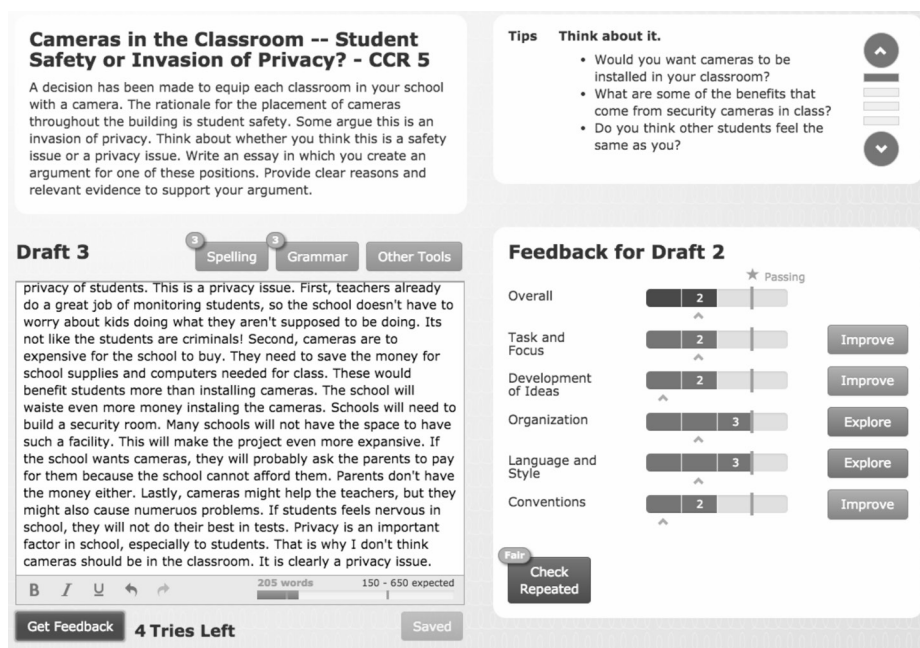 Cameras in the Classroom -- Student
Safety or Invasion of Privacy? - CCR 5
A decision has been made to equip each classroom in your school
with a camera. The rationale for the placement of cameras
throughout the building is student safety. Some argue this is an
invasion of privacy. Think about whether you think this is a safety
issue or a privacy issue. Write an essay in which you create an
argument for one of these positions. Provide clear reasons and
relevant evidence to support your argument.
Tips Think about it.
• Would you want cameras to be
installed in your classroom?
• What are some of the benefits that
come from security cameras in class?
• Do you think other students feel the
same as you?
Draft 3
3 Spelling
3 Grammar
Other Tools
privacy of students. This is a privacy issue. First, teachers already
do a great job of monitoring students, so the school doesn't have to
worry about kids doing what they aren't supposed to be doing. Its
not like the students are criminals! Second, cameras are to
expensive for the school to buy. They need to save the money for
school supplies and computers needed for class. These would
benefit students more than installing cameras. The school will
waiste even more money instaling the cameras. Schools will need to
build a security room. Many schools will not have the space to have
such a facility. This will make the project even more expansive. If
the school wants cameras, they will probably ask the parents to pay
for them because the school cannot afford them. Parents don't have
the money either. Lastly, cameras might help the teachers, but they
might also cause numeruos problems. If students feels nervous in
school, they will not do their best in tests. Privacy is an important
factor in school, especially to students. That is why I don't think
cameras should be in the classroom. It is clearly a privacy issue.
B I U
205 words 150 - 650 expected
Get Feedback 4 Tries Left Saved
Feedback for Draft 2
Passing
Overall 2
Task and
Focus 2 Improve
Development
of Ideas 2 Improve
Organization 3 Explore
Language and
Style 3 Explore
Conventions 2 Improve
Fair
Check
Repeated